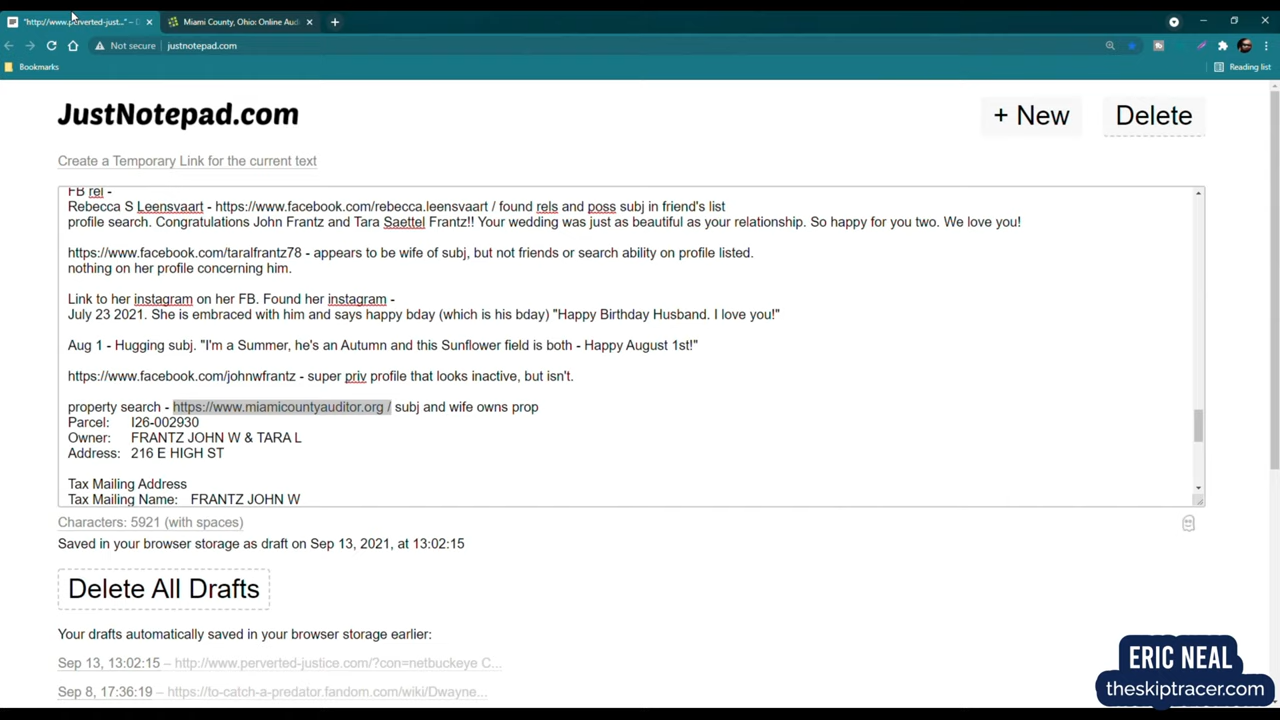 "http://www.perverted-just..." – D
Miami County, Ohio: Online Aud
Not secure
justnotepad.com
Bookmarks
Reading list
JustNotepad.com
+ New
Delete
Create a Temporary Link for the current text
FB rel -
Rebecca S Leensvaart - https://www.facebook.com/rebecca.leensvaart / found rels and poss subj in friend's list
profile search. Congratulations John Frantz and Tara Saettel Frantz!! Your wedding was just as beautiful as your relationship. So happy for you two. We love you!
https://www.facebook.com/taralfrantz78 - appears to be wife of subj, but not friends or search ability on profile listed.
nothing on her profile concerning him.
Link to her instagram on her FB. Found her instagram -
July 23 2021. She is embraced with him and says happy bday (which is his bday) "Happy Birthday Husband. I love you!"
Aug 1 - Hugging subj. "I'm a Summer, he's an Autumn and this Sunflower field is both - Happy August 1st!"
https://www.facebook.com/johnwfrantz - super priv profile that looks inactive, but isn't.
property search - https://www.miamicountyauditor.org / subj and wife owns prop
Parcel: I26-002930
Owner: FRANTZ JOHN W & TARA L
Address: 216 E HIGH ST
Tax Mailing Address
Tax Mailing Name: FRANTZ JOHN W
Characters: 5921 (with spaces)
Saved in your browser storage as draft on Sep 13, 2021, at 13:02:15
Delete All Drafts
Your drafts automatically saved in your browser storage earlier:
Sep 13, 13:02:15 – http://www.perverted-justice.com/?con=netbuckeye C...
Sep 8, 17:36:19 – https://to-catch-a-predator.fandom.com/wiki/Dwayne...
ERIC NEAL
theskiptracer.com